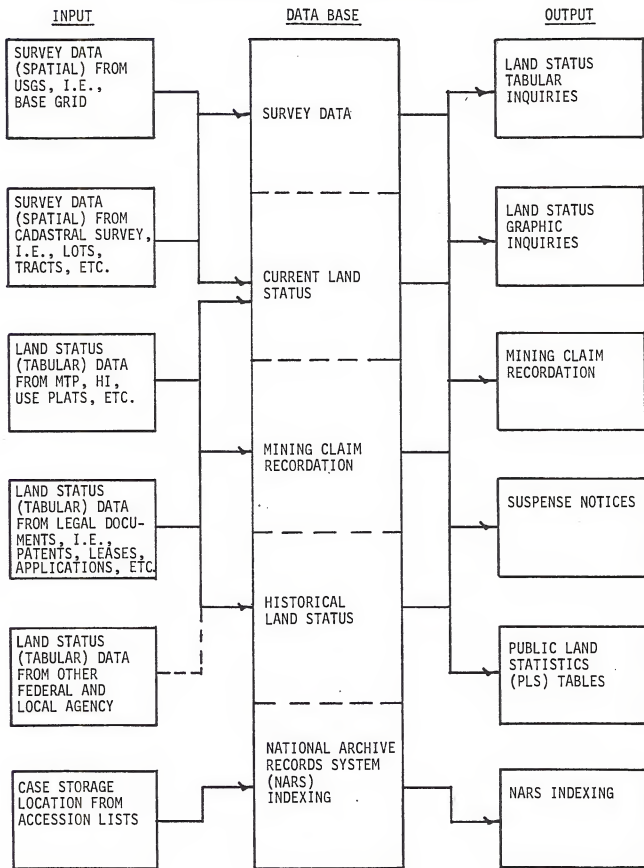 INPUT
DATA BASE
OUTPUT
SURVEY DATA
(SPATIAL) FROM
USGS, I.E.,
BASE GRID
SURVEY DATA
(SPATIAL) FROM
CADASTRAL SURVEY,
I.E., LOTS,
TRACTS, ETC.
LAND STATUS
(TABULAR) DATA
FROM MTP, HI,
USE PLATS, ETC.
LAND STATUS
(TABULAR) DATA
FROM LEGAL DOCU-
MENTS, I.E.,
PATENTS, LEASES,
APPLICATIONS, ETC.
LAND STATUS
(TABULAR) DATA
FROM OTHER
FEDERAL AND
LOCAL AGENCY
CASE STORAGE
LOCATION FROM
ACCESSION LISTS
SURVEY DATA
CURRENT LAND
STATUS
MINING CLAIM
RECORDATION
HISTORICAL
LAND STATUS
NATIONAL ARCHIVE
RECORDS SYSTEM
(NARS)
INDEXING
LAND STATUS
TABULAR
INQUIRIES
LAND STATUS
GRAPHIC
INQUIRIES
MINING CLAIM
RECORDATION
SUSPENSE NOTICES
PUBLIC LAND
STATISTICS
(PLS) TABLES
NARS INDEXING